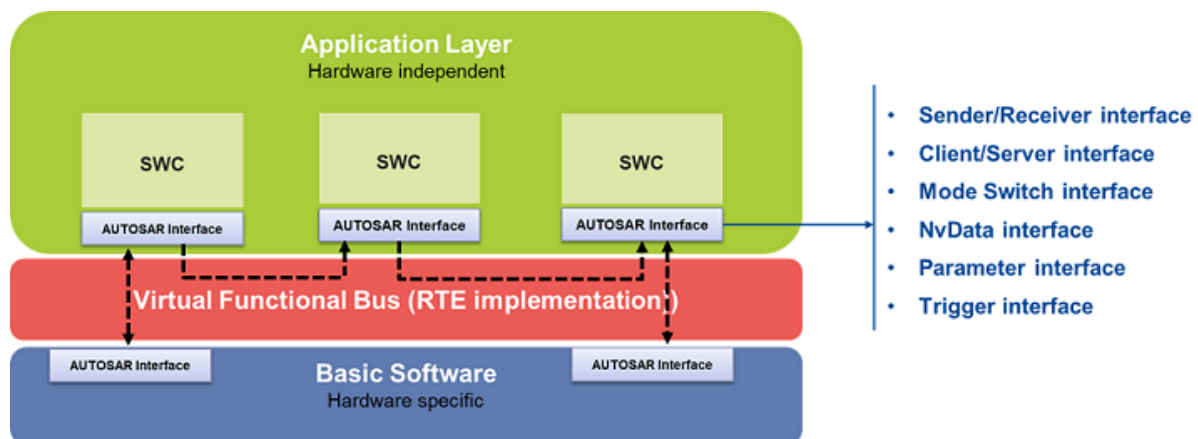 Application Layer
Hardware independent
SWC
SWC
SWC
AUTOSAR Interface
AUTOSAR Interface
AUTOSAR Interface
Virtual Functional Bus (RTE implementation)
AUTOSAR Interface
AUTOSAR Interface
Basic Software
Hardware specific
• Sender/Receiver interface
• Client/Server interface
• Mode Switch interface
• NvData interface
• Parameter interface
• Trigger interface